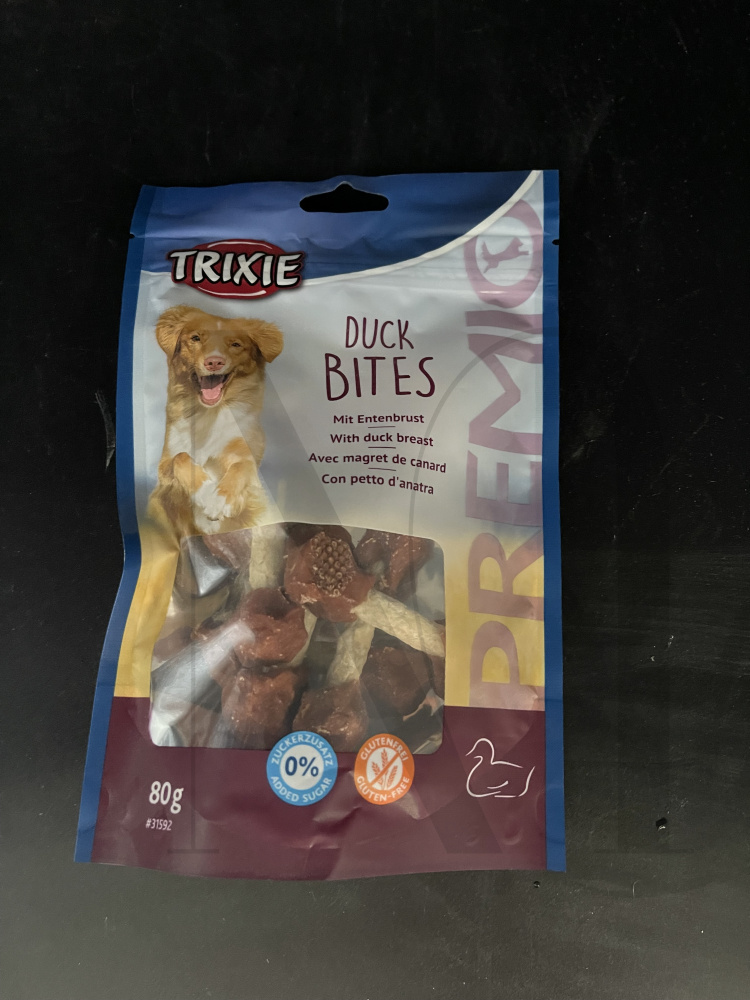 TRIXIE
PREMIO
DUCK
BITES
Mit Entenbrust
With duck breast
Avec magret de canard
Con petto d'anatra
ZUCKERZUSATZ
0%
ADDED SUGAR
GLUTENFREI
GLUTEN-FREE
80g
#31592